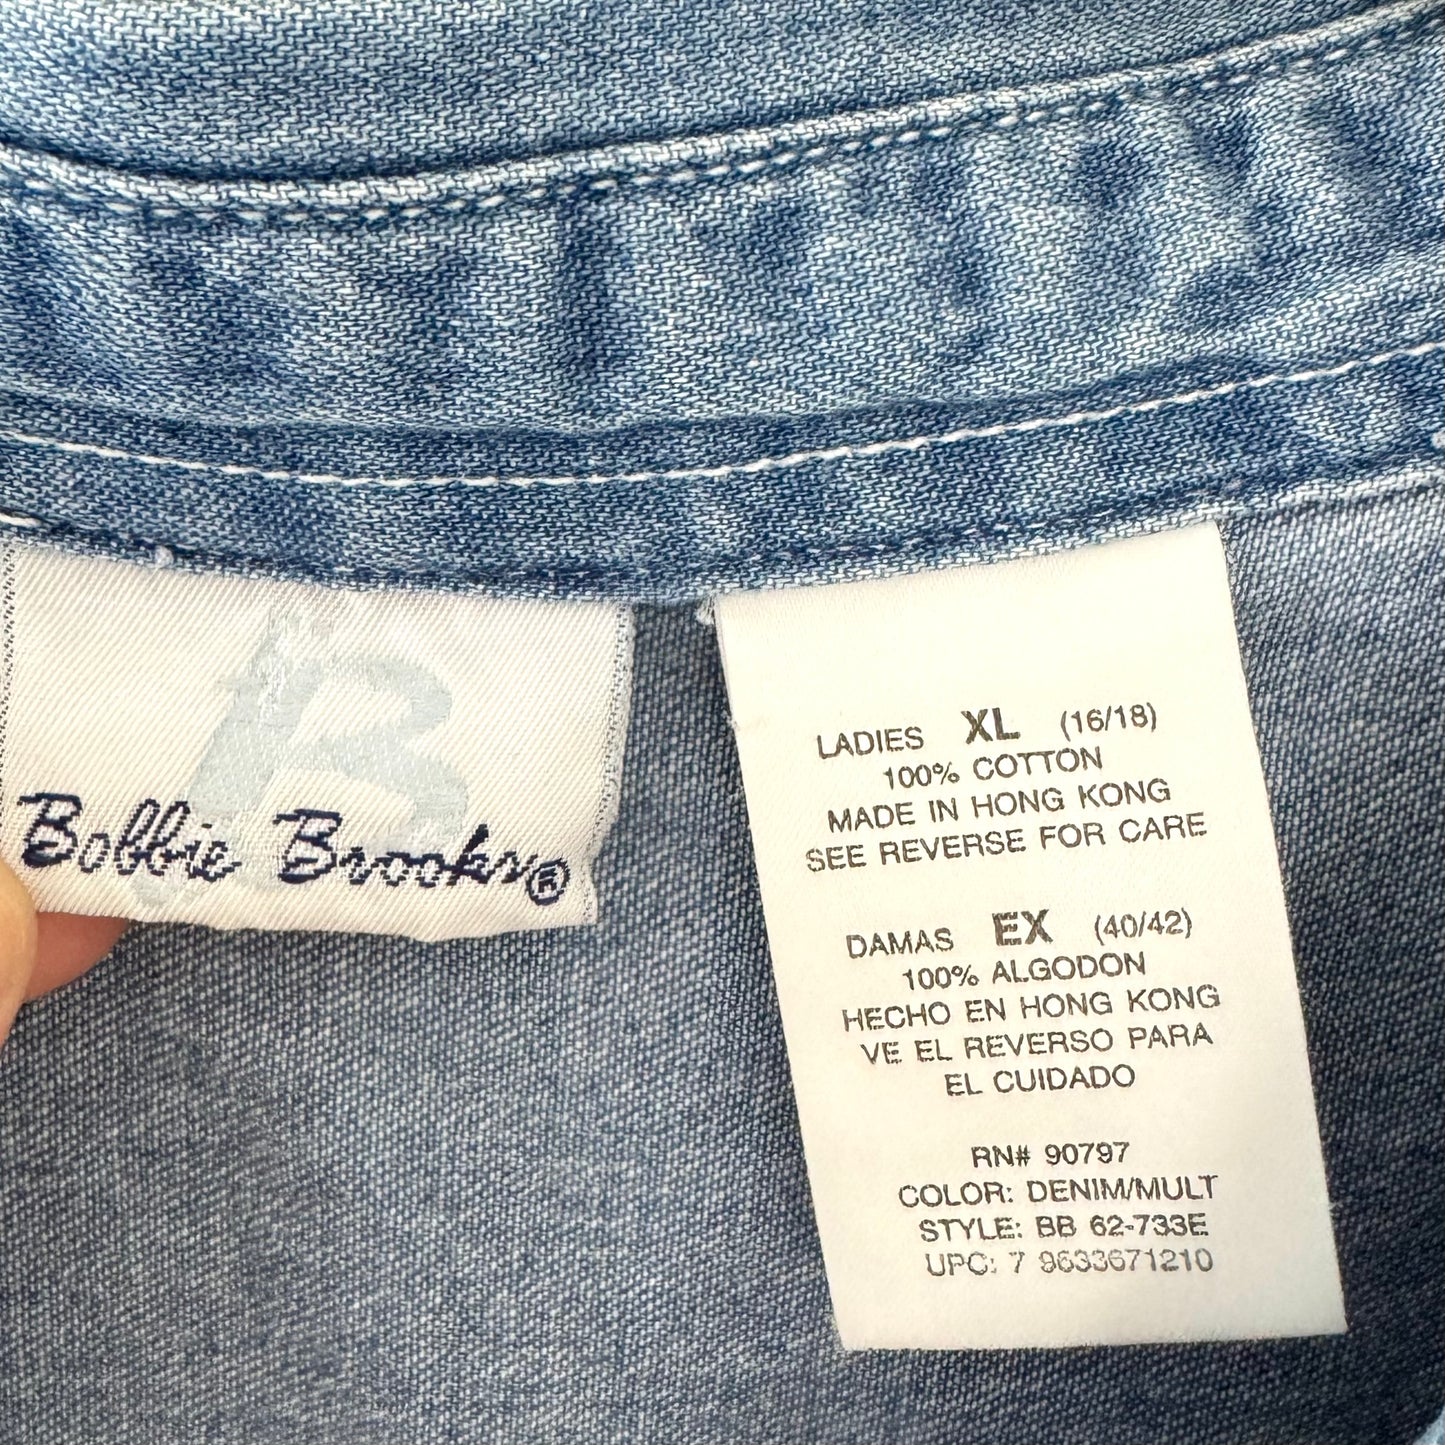 Bobbie Brooks®
LADIES XL (16/18)
100% COTTON
MADE IN HONG KONG
SEE REVERSE FOR CARE
DAMAS EX (40/42)
100% ALGODON
HECHO EN HONG KONG
VE EL REVERSO PARA
EL CUIDADO
RN# 90797
COLOR: DENIM/MULT
STYLE: BB 62-733E
UPC: 7 9633671210